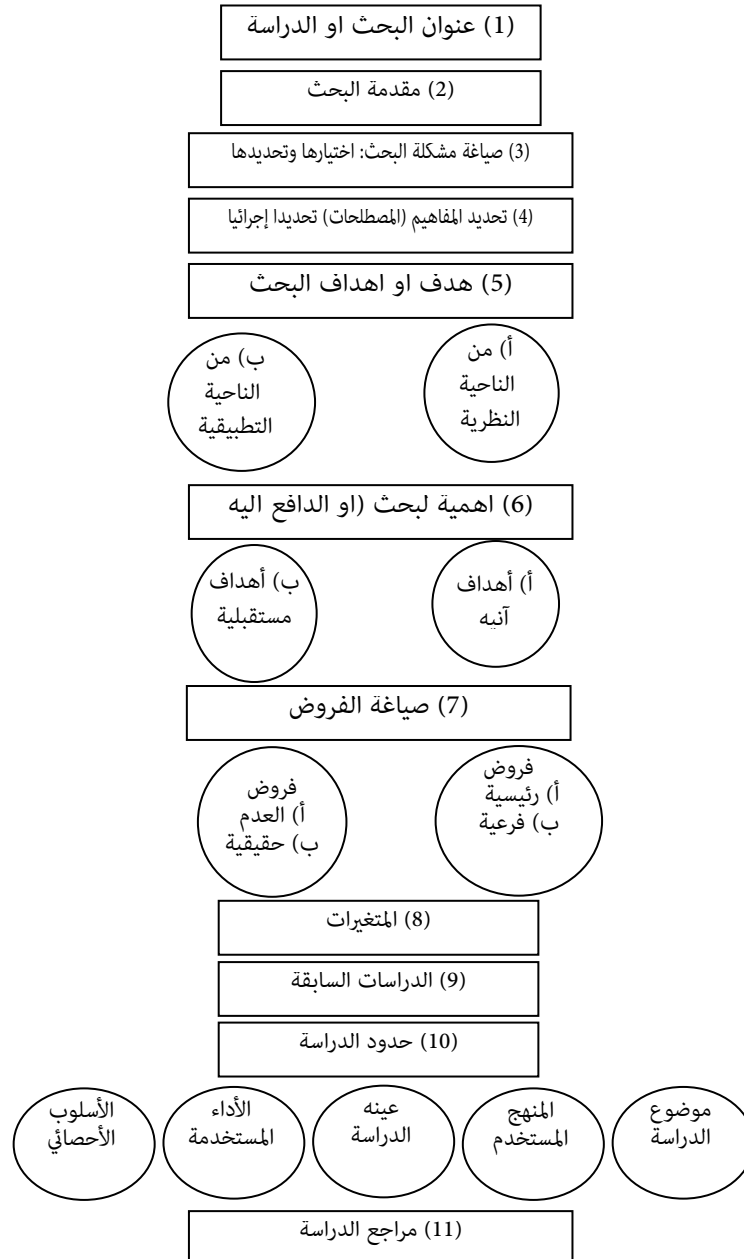 (1) عنوان البحث او الدراسة
(2) مقدمة البحث
(3) صياغة مشكلة البحث: اختيارها وتحديدها
(4) تحديد المفاهيم (المصطلحات) تحديدا إجرائيا
(5) هدف او اهداف البحث
أ) من
الناحية
النظرية
ب) من
الناحية
التطبيقية
(6) اهمية لبحث (او الدافع اليه
أ) أهداف
آنيه
ب) أهداف
مستقبلية
(7) صياغة الفروض
فروض
أ) رئيسية
ب) فرعية
فروض
أ) العدم
ب) حقيقية
(8) المتغيرات
(9) الدراسات السابقة
(10) حدود الدراسة
موضوع
الدراسة
المنهج
المستخدم
عينه
الدراسة
الأداء
المستخدمة
الأسلوب
الأحصائي
(11) مراجع الدراسة